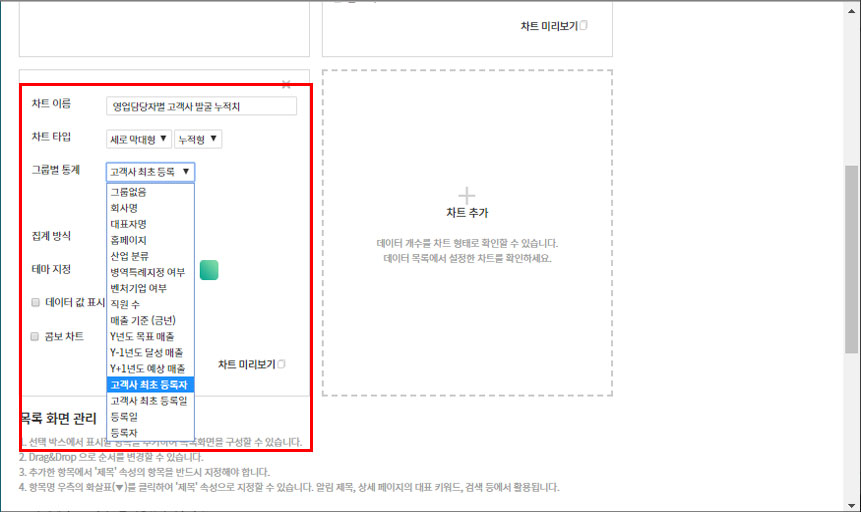 차트 미리보기
차트 이름
영업담당자별 고객사 발굴 누적치
차트 타입
세로 막대형 ▼ 누적형 ▼
그룹별 통계
고객사 최초 등록 ▼
그룹없음
회사명
대표자명
홈페이지
산업 분류
병역특례지정 여부
벤처기업 여부
직원 수
매출 기준 (금년)
Y년도 목표 매출
Y-1년도 달성 매출
Y+1년도 예상 매출
고객사 최초 등록자
고객사 최초 등록일
등록일
등록자
집계 방식
테마 지정
데이터 값 표시
콤보 차트
차트 미리보기
차트 추가
데이터 개수를 차트 형태로 확인할 수 있습니다.
데이터 목록에서 설정한 차트를 확인하세요.
목록 화면 관리
1. 선택 박스에서 표시할 항목을 추가하여 목록화면을 구성할 수 있습니다.
2. Drag&Drop 으로 순서를 변경할 수 있습니다.
3. 추가한 항목에서 '제목' 속성의 항목을 반드시 지정해야 합니다.
4. 항목명 우측의 화살표(▼)를 클릭하여 '제목' 속성으로 지정할 수 있습니다. 알림 제목, 상세 페이지의 대표 키워드, 검색 등에서 활용됩니다.